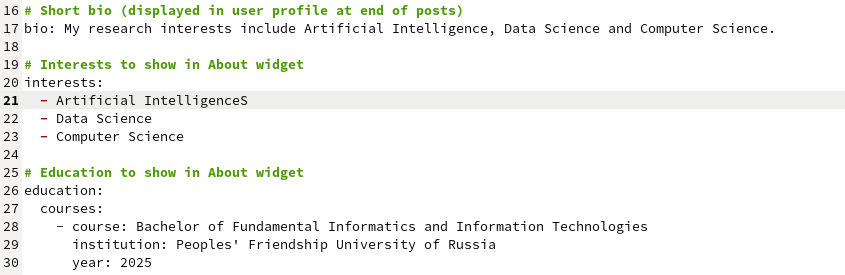 16 # Short bio (displayed in user profile at end of posts)
17 bio: My research interests include Artificial Intelligence, Data Science and Computer Science.
18
19 # Interests to show in About widget
20 interests:
21   - Artificial IntelligenceS
22   - Data Science
23   - Computer Science
24
25 # Education to show in About widget
26 education:
27   courses:
28     - course: Bachelor of Fundamental Informatics and Information Technologies
29       institution: Peoples' Friendship University of Russia
30       year: 2025